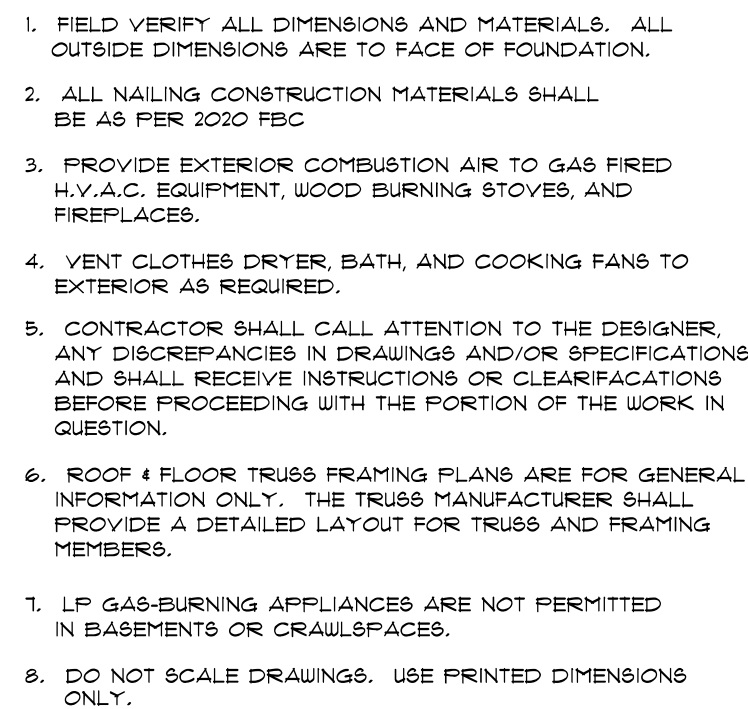 1. FIELD VERIFY ALL DIMENSIONS AND MATERIALS. ALL
OUTSIDE DIMENSIONS ARE TO FACE OF FOUNDATION.
2. ALL NAILING CONSTRUCTION MATERIALS SHALL
BE AS PER 2020 FBC
3. PROVIDE EXTERIOR COMBUSTION AIR TO GAS FIRED
H.V.A.C. EQUIPMENT, WOOD BURNING STOVES, AND
FIREPLACES.
4. VENT CLOTHES DRYER, BATH, AND COOKING FANS TO
EXTERIOR AS REQUIRED.
5. CONTRACTOR SHALL CALL ATTENTION TO THE DESIGNER,
ANY DISCREPANCIES IN DRAWINGS AND/OR SPECIFICATIONS
AND SHALL RECEIVE INSTRUCTIONS OR CLEARIFACATIONS
BEFORE PROCEEDING WITH THE PORTION OF THE WORK IN
QUESTION.
6. ROOF & FLOOR TRUSS FRAMING PLANS ARE FOR GENERAL
INFORMATION ONLY. THE TRUSS MANUFACTURER SHALL
PROVIDE A DETAILED LAYOUT FOR TRUSS AND FRAMING
MEMBERS.
7. LP GAS-BURNING APPLIANCES ARE NOT PERMITTED
IN BASEMENTS OR CRAWLSPACES.
8. DO NOT SCALE DRAWINGS. USE PRINTED DIMENSIONS
ONLY.